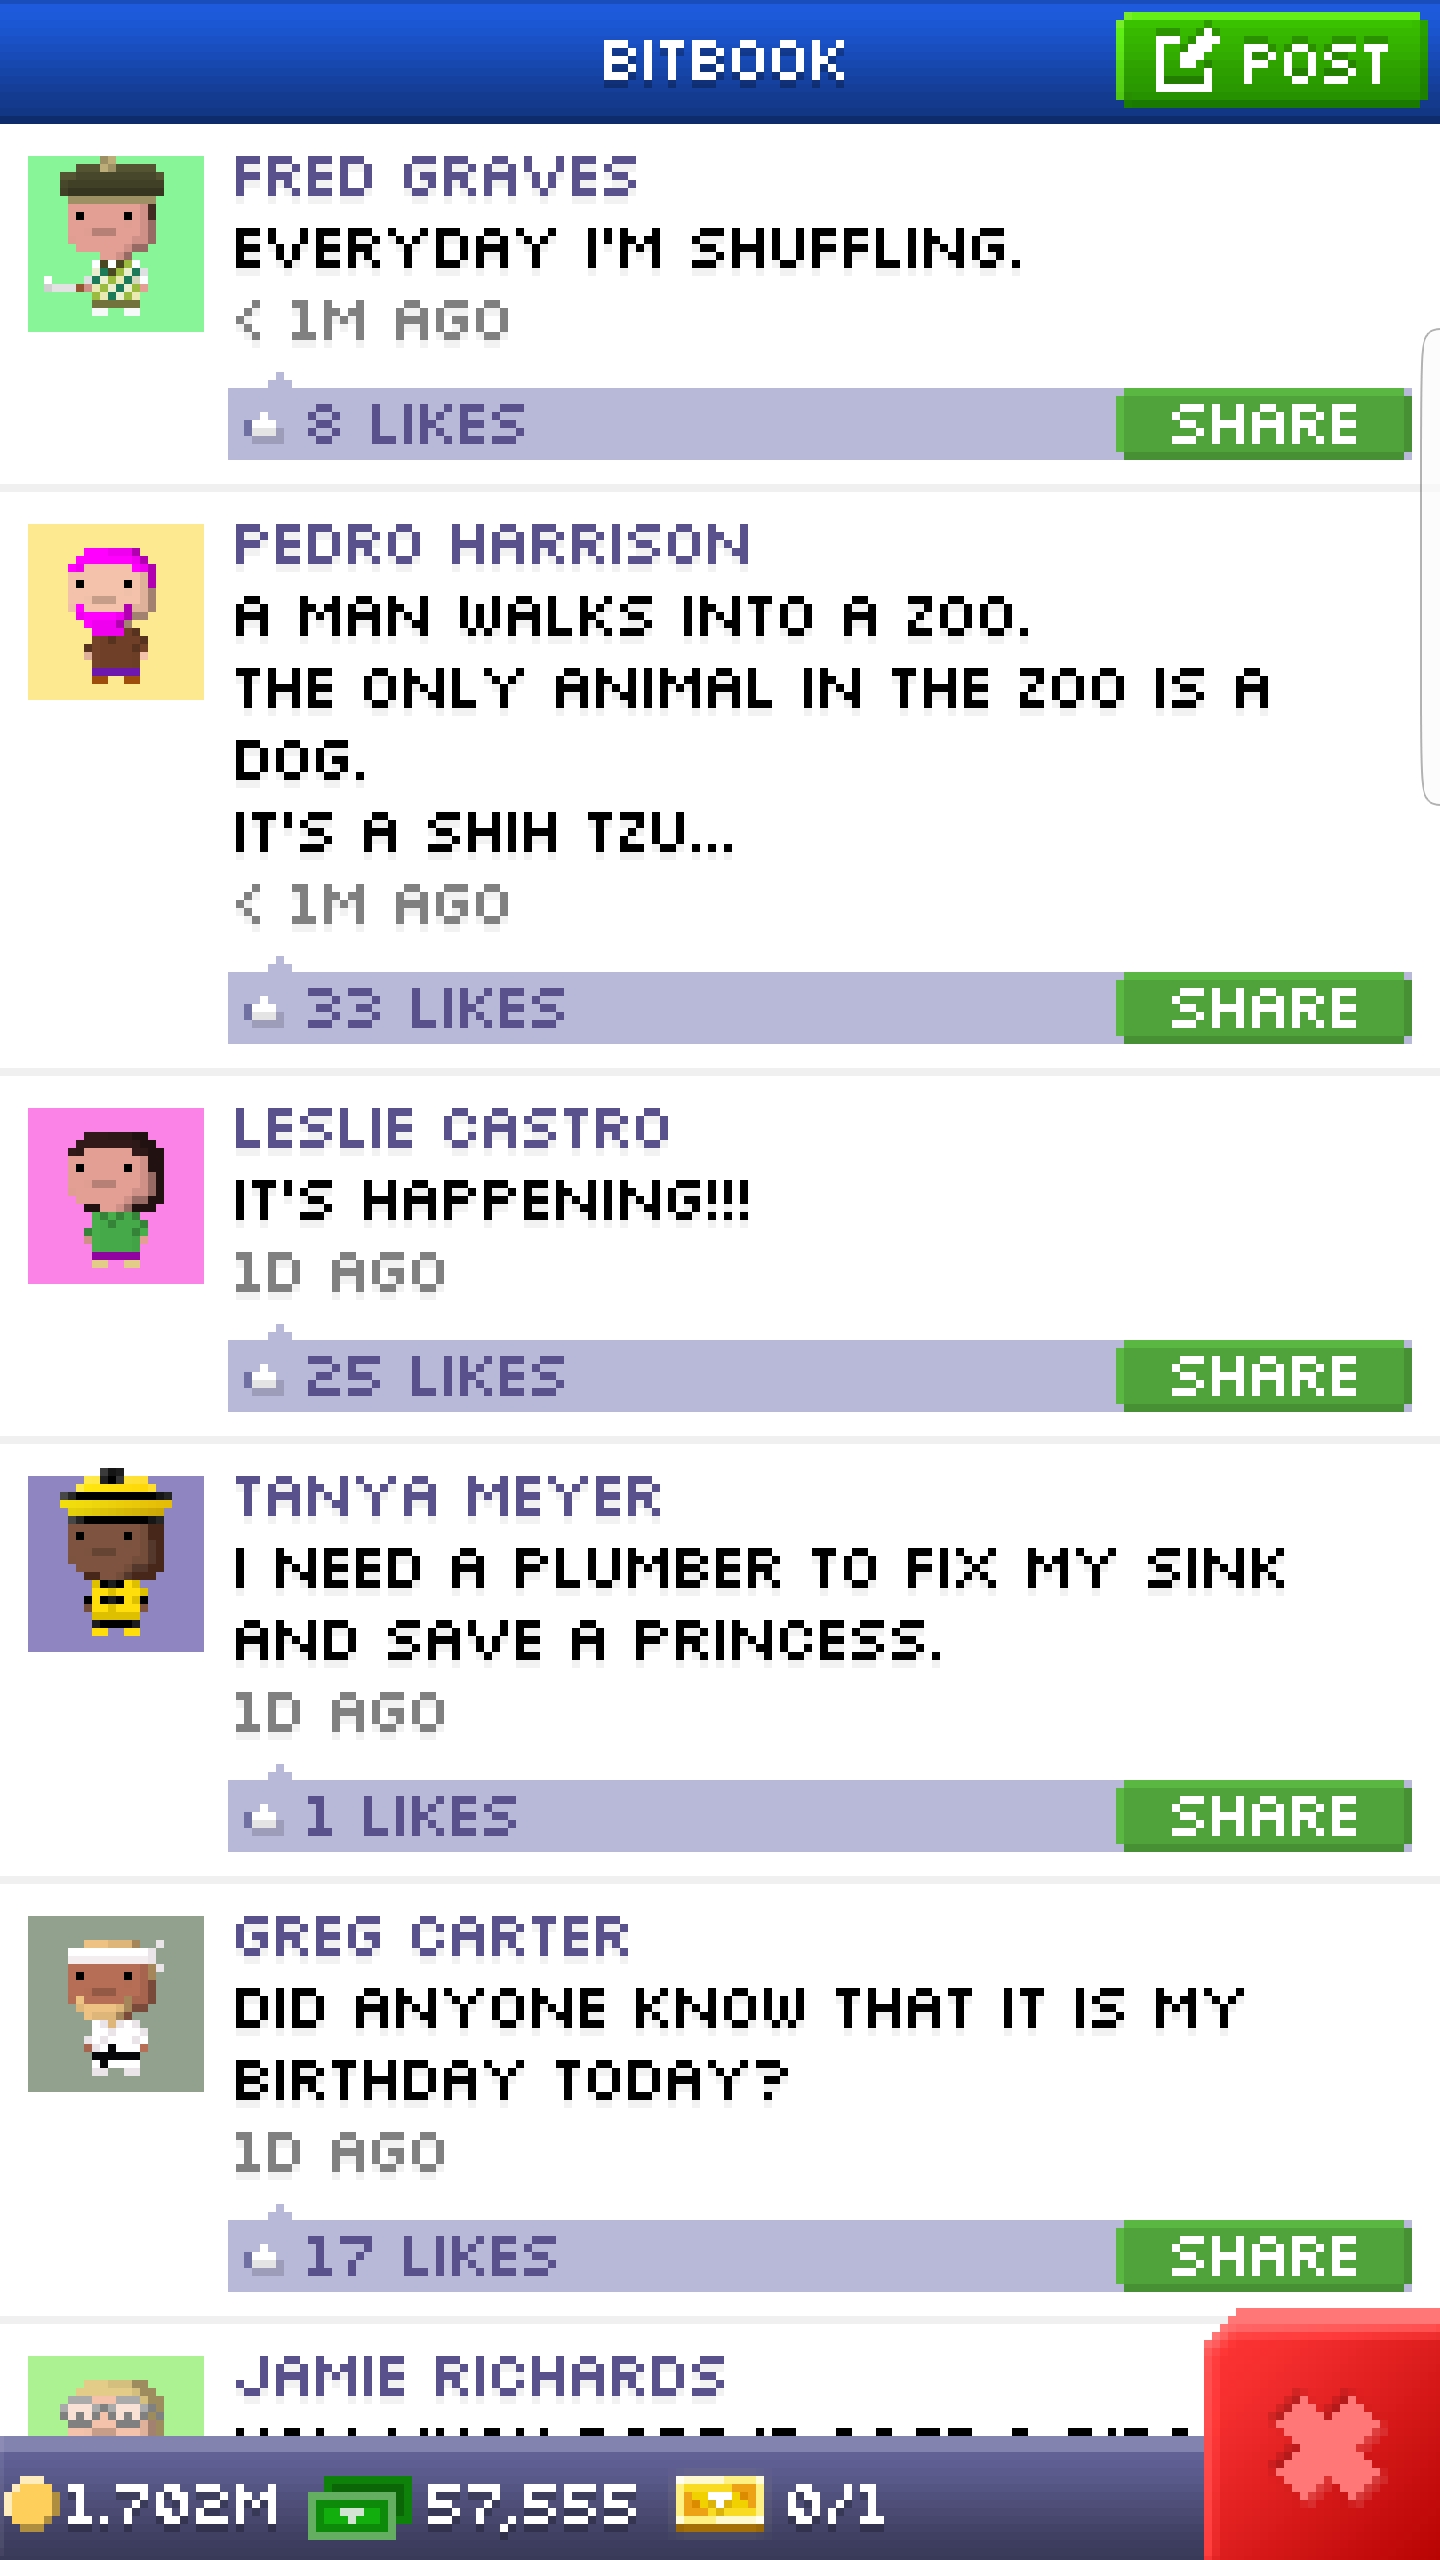 BITBOOK
POST
FRED GRAVES
EVERYDAY I'M SHUFFLING.
< 1M AGO
8 LIKES
SHARE
PEDRO HARRISON
A MAN WALKS INTO A ZOO.
THE ONLY ANIMAL IN THE ZOO IS A
DOG.
IT'S A SHIH TZU...
< 1M AGO
33 LIKES
SHARE
LESLIE CASTRO
IT'S HAPPENING!!!
1D AGO
25 LIKES
SHARE
TANYA MEYER
I NEED A PLUMBER TO FIX MY SINK
AND SAVE A PRINCESS.
1D AGO
1 LIKES
SHARE
GREG CARTER
DID ANYONE KNOW THAT IT IS MY
BIRTHDAY TODAY?
1D AGO
17 LIKES
SHARE
JAMIE RICHARDS
1.702M 57,555 0/1